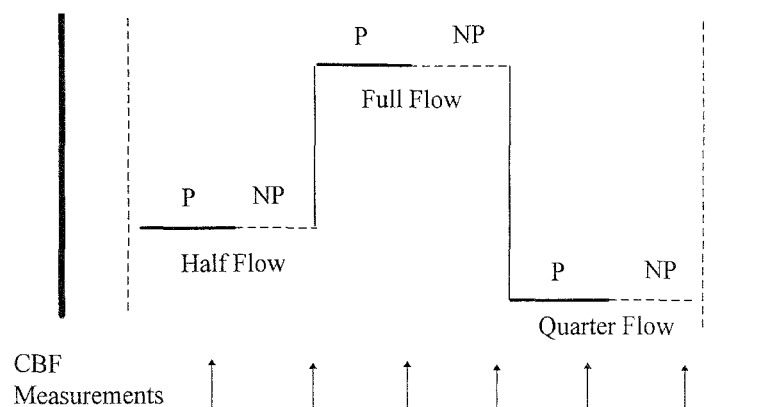 P NP
Full Flow
P NP
Half Flow
P NP
Quarter Flow
CBF
Measurements